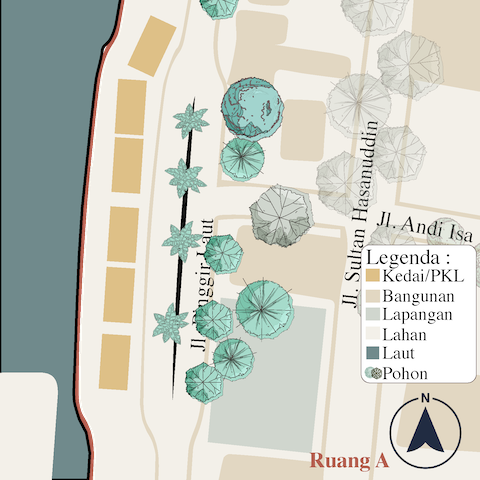 Jl. Sultan Hasanuddin
Jl. Andi Isa
Jl. Pinggir Laut
Legenda :
Kedai/PKL
Bangunan
Lapangan
Lahan
Laut
Pohon
N
Ruang A